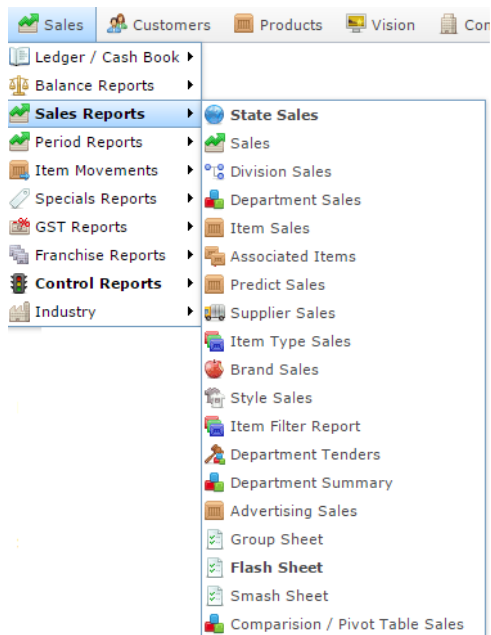 Sales Customers Products Vision Con
Ledger / Cash Book
Balance Reports
Sales Reports
Period Reports
Item Movements
Specials Reports
GST Reports
Franchise Reports
Control Reports
Industry
State Sales
Sales
Division Sales
Department Sales
Item Sales
Associated Items
Predict Sales
Supplier Sales
Item Type Sales
Brand Sales
Style Sales
Item Filter Report
Department Tenders
Department Summary
Advertising Sales
Group Sheet
Flash Sheet
Smash Sheet
Comparision / Pivot Table Sales